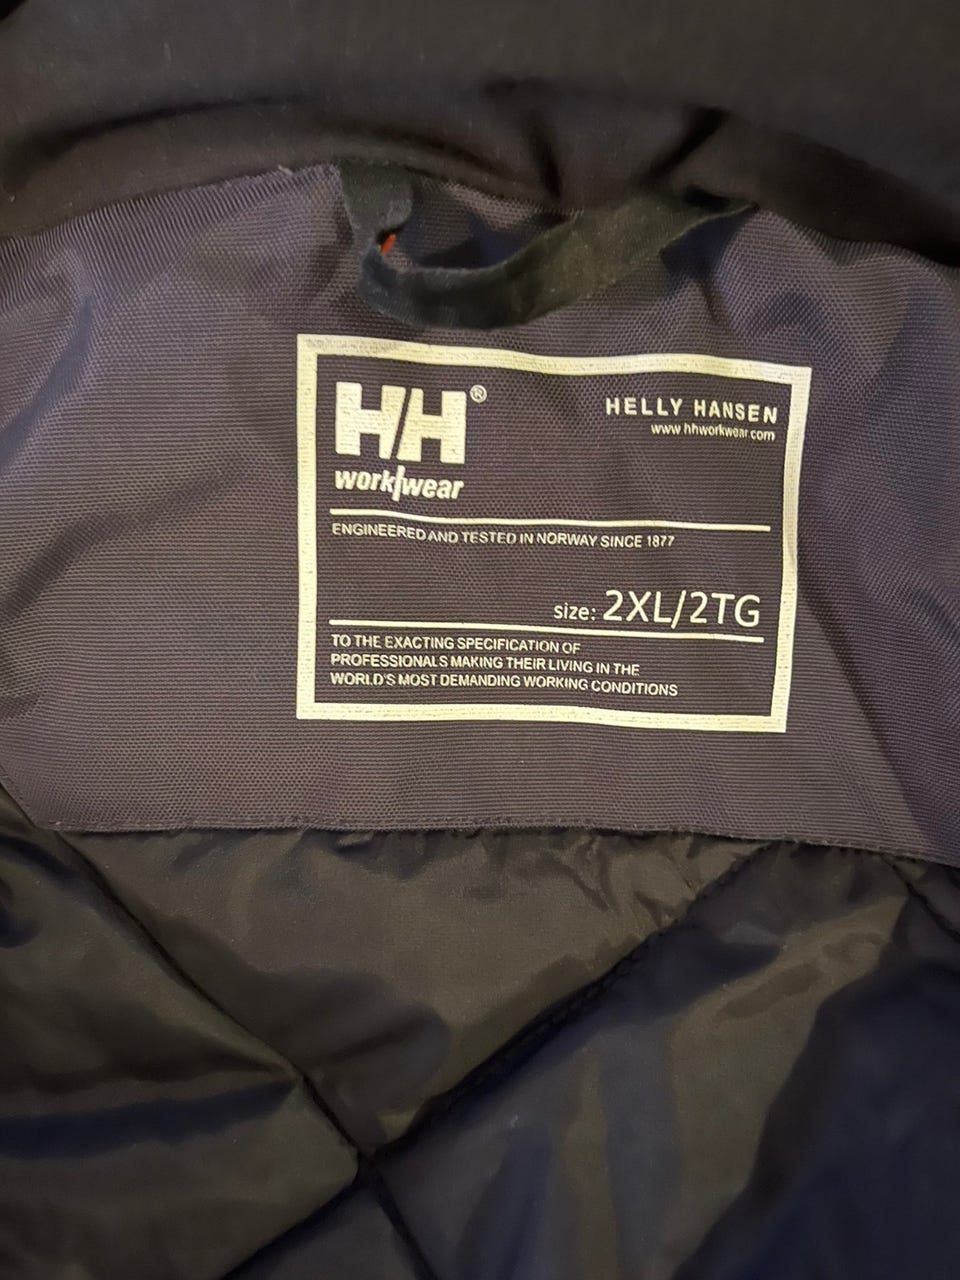 HH®
HELLY HANSEN
www.hhworkwear.com
work/wear
ENGINEERED AND TESTED IN NORWAY SINCE 1877
size: 2XL/2TG
TO THE EXACTING SPECIFICATION OF
PROFESSIONALS MAKING THEIR LIVING IN THE
WORLD'S MOST DEMANDING WORKING CONDITIONS